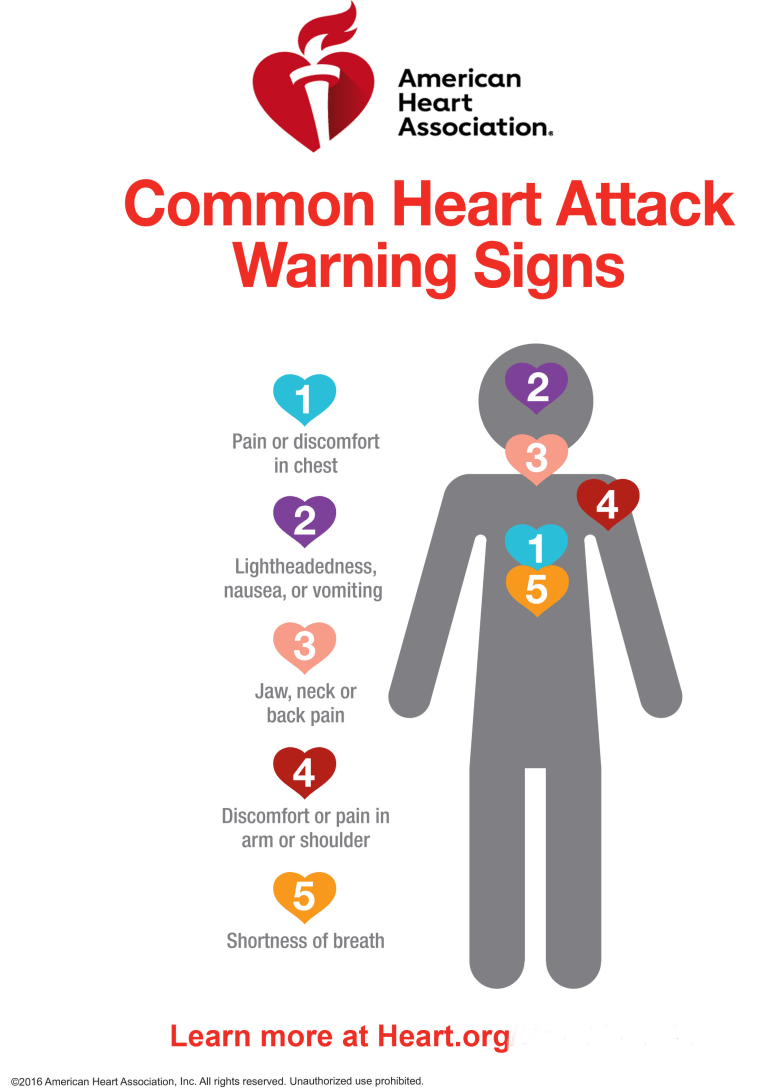 American
Heart
Association®
Common Heart Attack
Warning Signs
1
Pain or discomfort
in chest
2
Lightheadedness,
nausea, or vomiting
3
Jaw, neck or
back pain
4
Discomfort or pain in
arm or shoulder
5
Shortness of breath
2
3
4
1
5
Learn more at Heart.org
©2016 American Heart Association, Inc. All rights reserved. Unauthorized use prohibited.